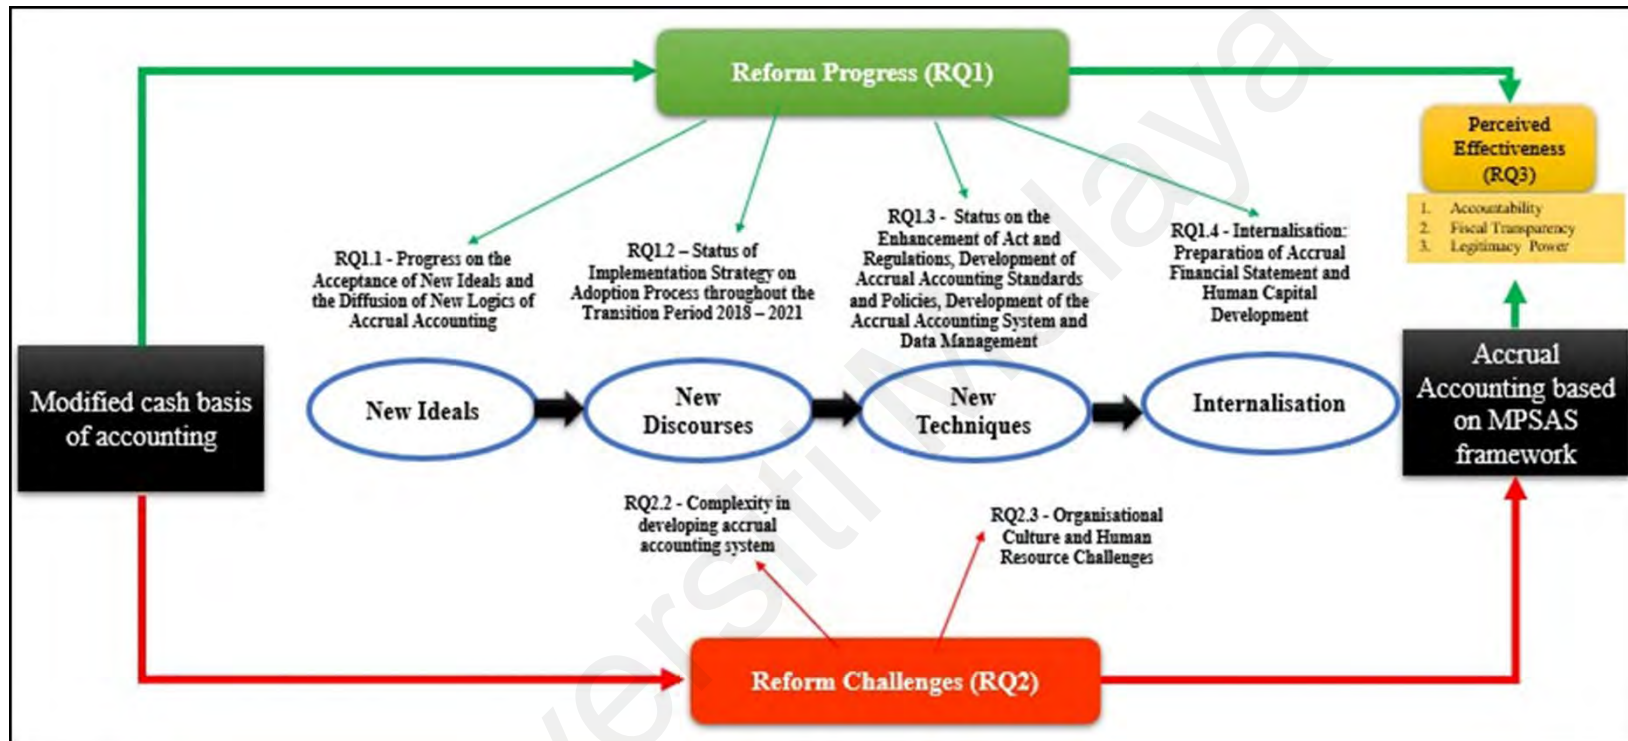 Reform Progress (RQ1)
Perceived
Effectiveness
(RQ3)
1. Accountability
2. Fiscal Transparency
3. Legitimacy Power
RQ1.1 - Progress on the
Acceptance of New Ideals and
the Diffusion of New Logics of
Accrual Accounting
RQ1.2 – Status of
Implementation Strategy on
Adoption Process throughout the
Transition Period 2018 – 2021
RQ1.3 - Status on the
Enhancement of Act and
Regulations, Development of
Accrual Accounting Standards
and Policies, Development of the
Accrual Accounting System and
Data Management
RQ1.4 - Internalisation:
Preparation of Accrual
Financial Statement and
Human Capital
Development
Modified cash basis
of accounting
New Ideals
New
Discourses
New
Techniques
Internalisation
Accrual
Accounting based
on MPSAS
framework
RQ2.2 - Complexity in
developing accrual
accounting system
RQ2.3 - Organisational
Culture and Human
Resource Challenges
Reform Challenges (RQ2)
versiti Malaya